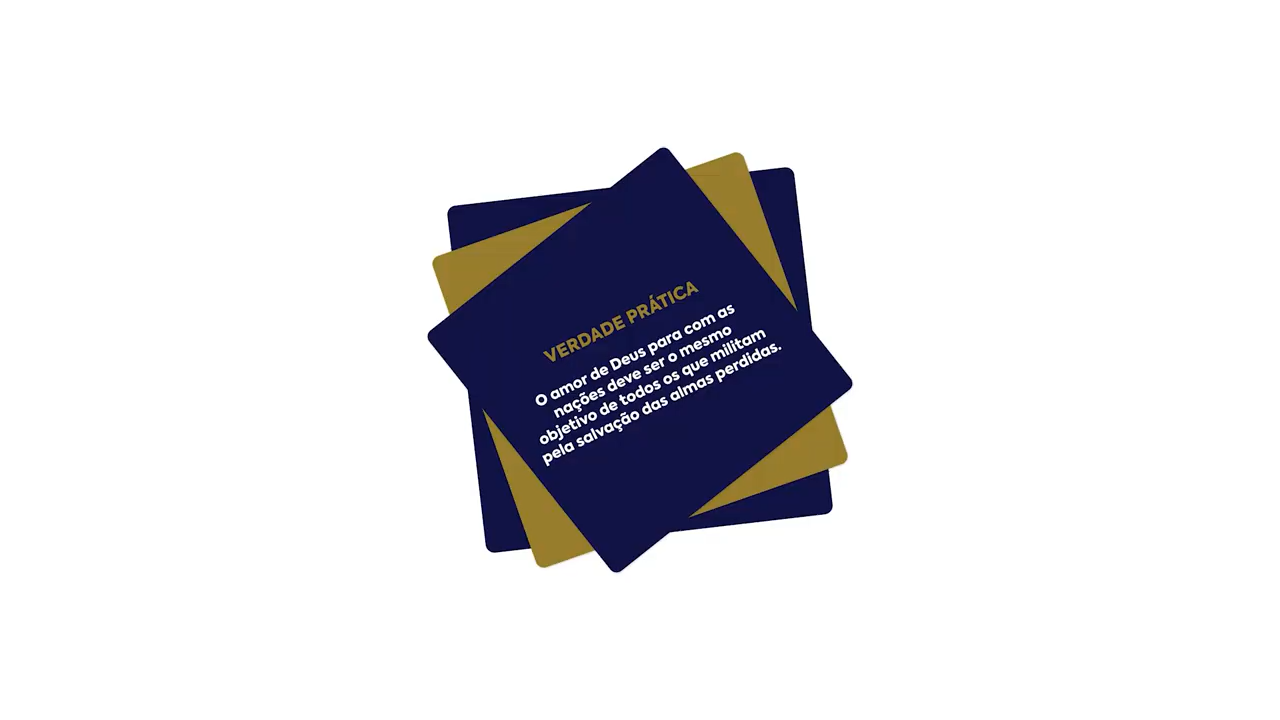 VERDADE PRÁTICA
O amor de Deus para com as
nações deve ser o mesmo
objetivo de todos os que militam
pela salvação das almas perdidas.